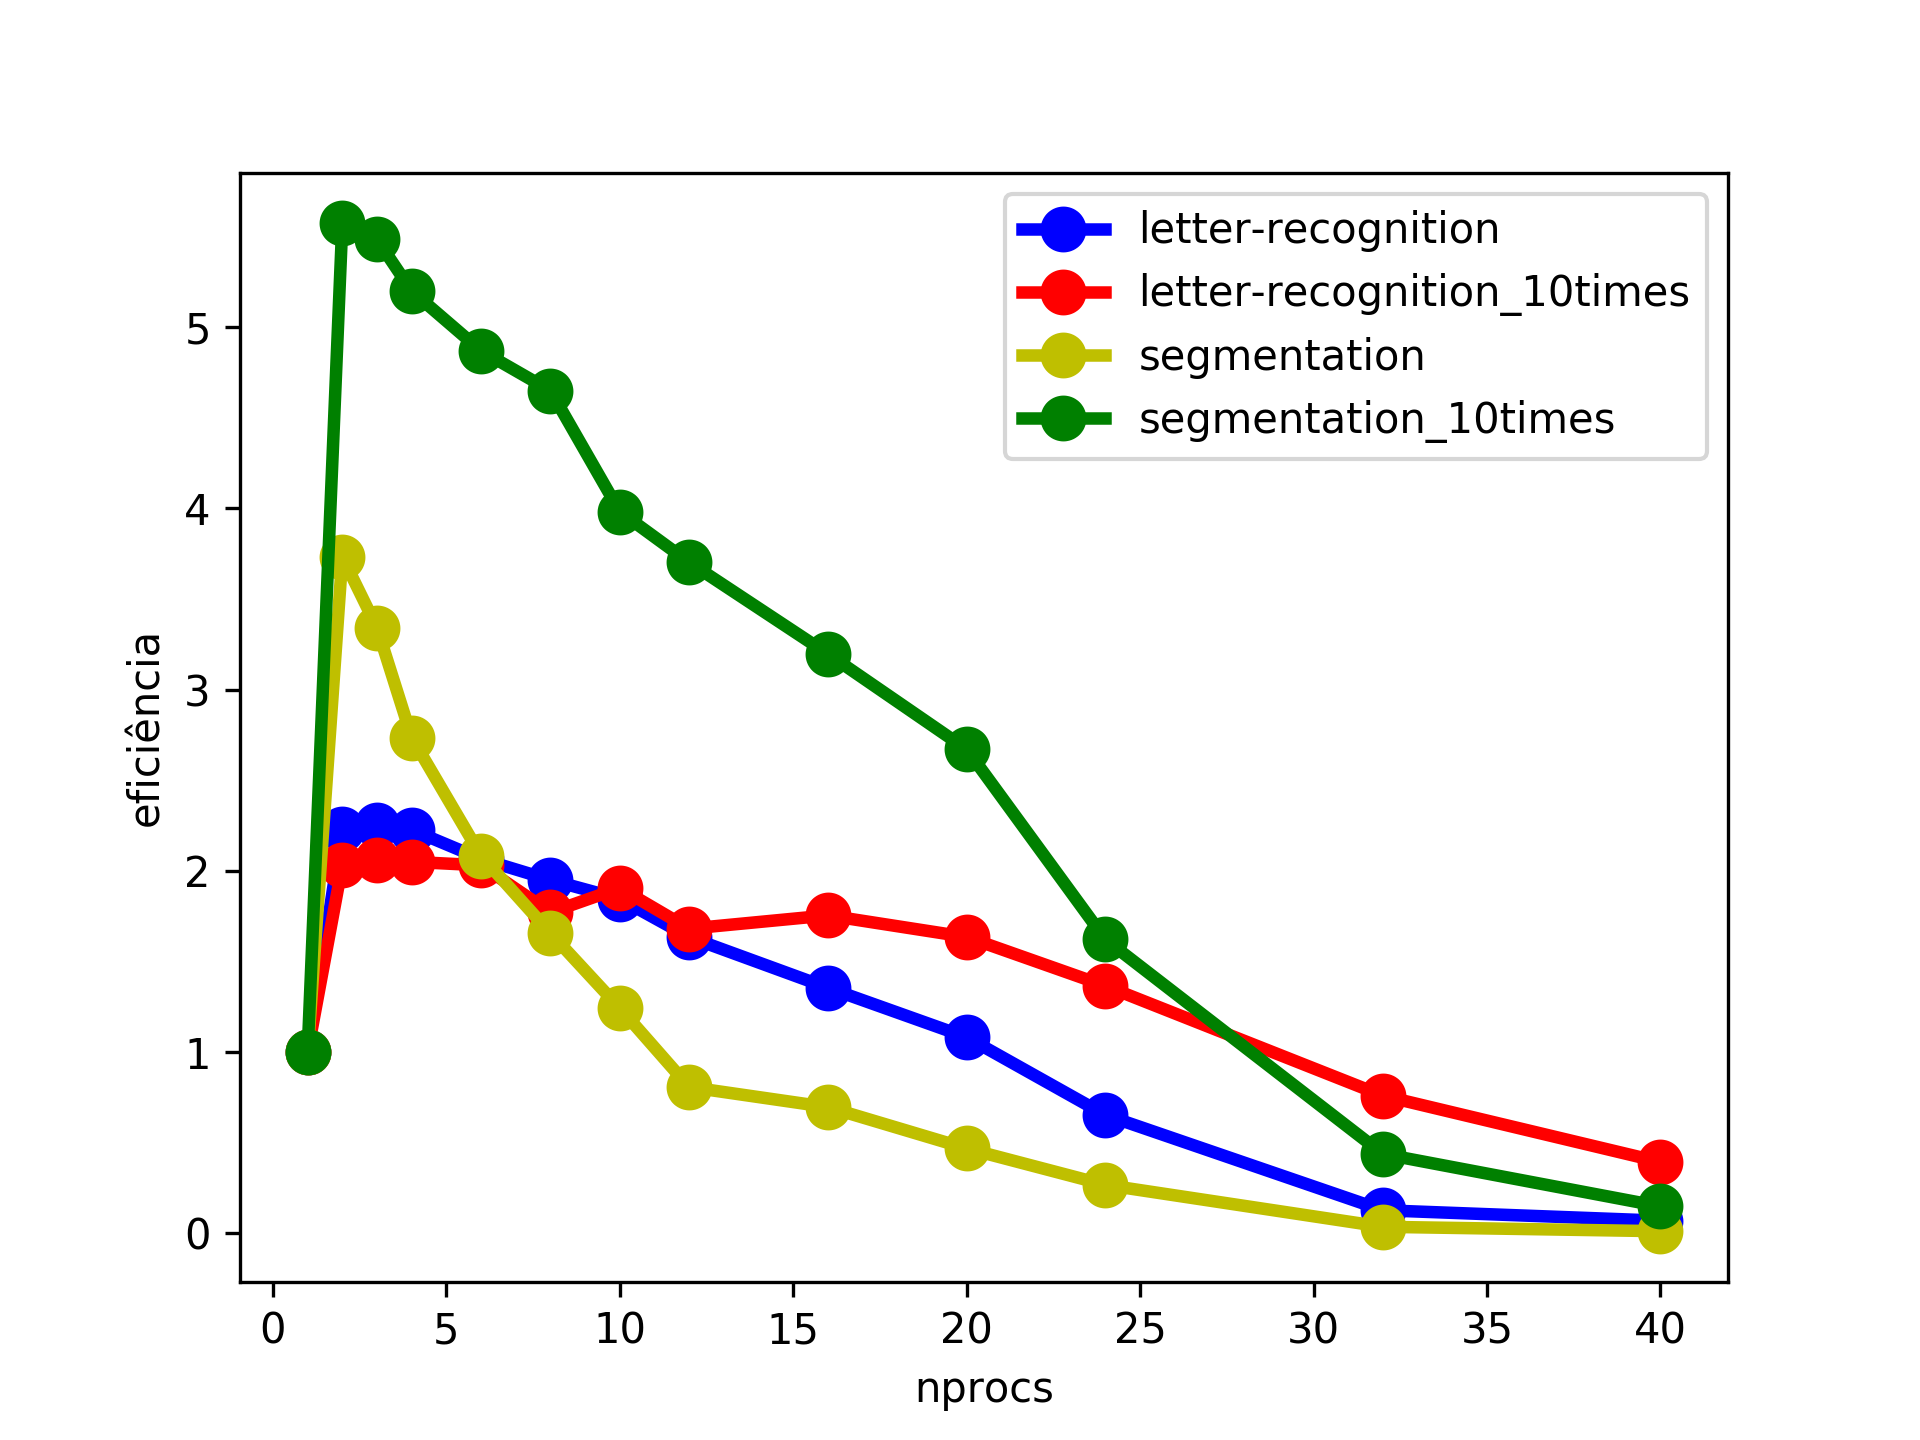 letter-recognition
letter-recognition_10times
segmentation
segmentation_10times
5
4
3
2
1
0
eficiência
0 5 10 15 20 25 30 35 40
nprocs